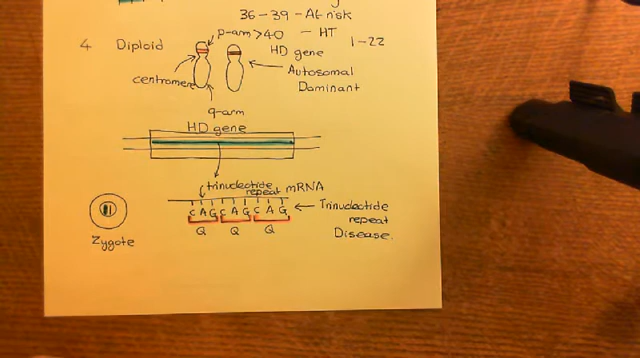 36-39-At risk
p-arm >40 - HT
4 Diploid
HD gene 1-22
centromere
Autosomal
Dominant
q-arm
HD gene
trinucleotide
repeat mRNA
C A G C A G C A G
Trinucleotide
repeat
Disease.
Q Q Q
Zygote